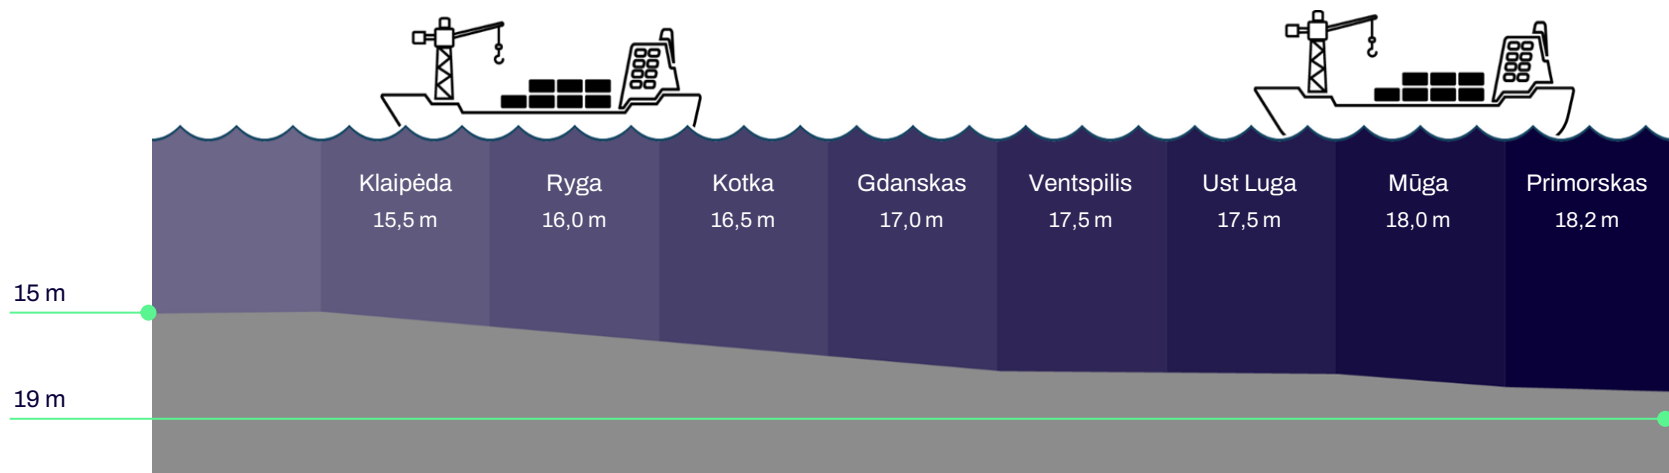 Klaipėda
15,5 m
Ryga
16,0 m
Kotka
16,5 m
Gdanskas
17,0 m
Ventspilis
17,5 m
Ust Luga
17,5 m
Mūga
18,0 m
Primorskas
18,2 m
15 m
19 m